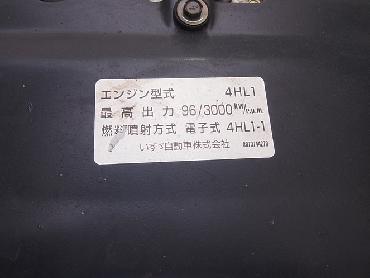 エンジン型式 4HL1
最高出力 96/3000 kW/r.p.m.
燃料噴射方式 電子式 4HL1-1
いすゞ自動車株式会社